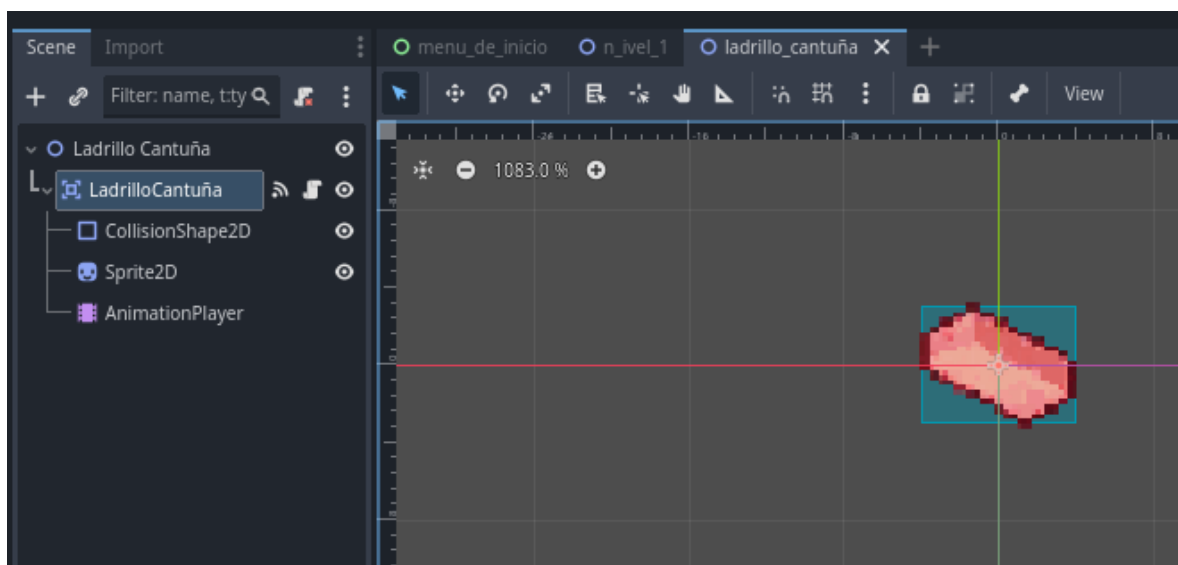 Scene Import
menu_de_inicio n_ivel_1 ladrillo_cantuña
Filter: name, t:ty
View
Ladrillo Cantuña
1083.0 %
LadrilloCantuña
CollisionShape2D
Sprite2D
AnimationPlayer